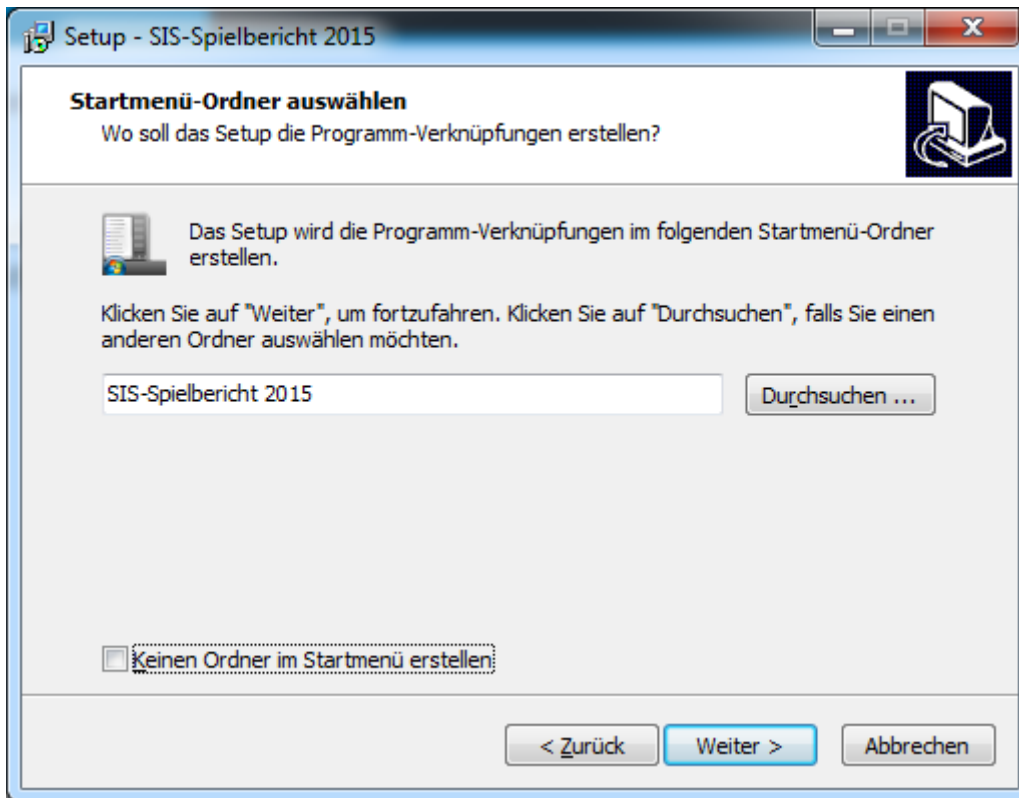 Setup - SIS-Spielbericht 2015
Startmenü-Ordner auswählen
Wo soll das Setup die Programm-Verknüpfungen erstellen?
Das Setup wird die Programm-Verknüpfungen im folgenden Startmenü-Ordner
erstellen.
Klicken Sie auf "Weiter", um fortzufahren. Klicken Sie auf "Durchsuchen", falls Sie einen
anderen Ordner auswählen möchten.
SIS-Spielbericht 2015
Durchsuchen ...
Keinen Ordner im Startmenü erstellen
< Zurück
Weiter >
Abbrechen